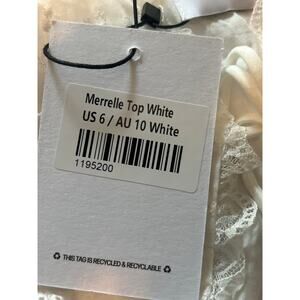 Merrelle Top White
US 6 / AU 10 White
1195200
♻ THIS TAG IS RECYCLED & RECYCLABLE ♻